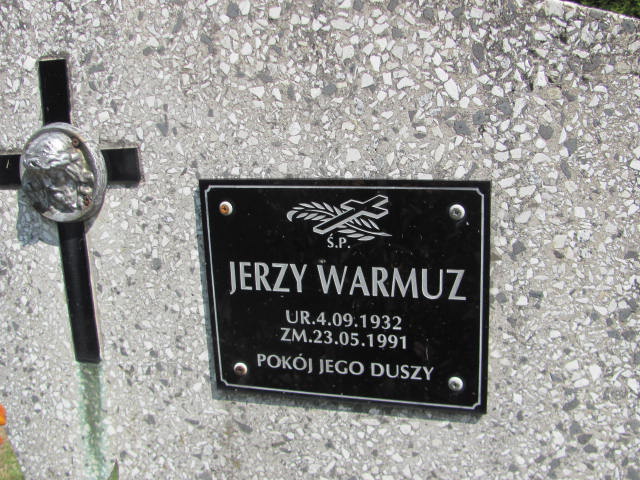 Ś.P.
JERZY WARMUZ
UR.4.09.1932
ZM.23.05.1991
POKÓJ JEGO DUSZY